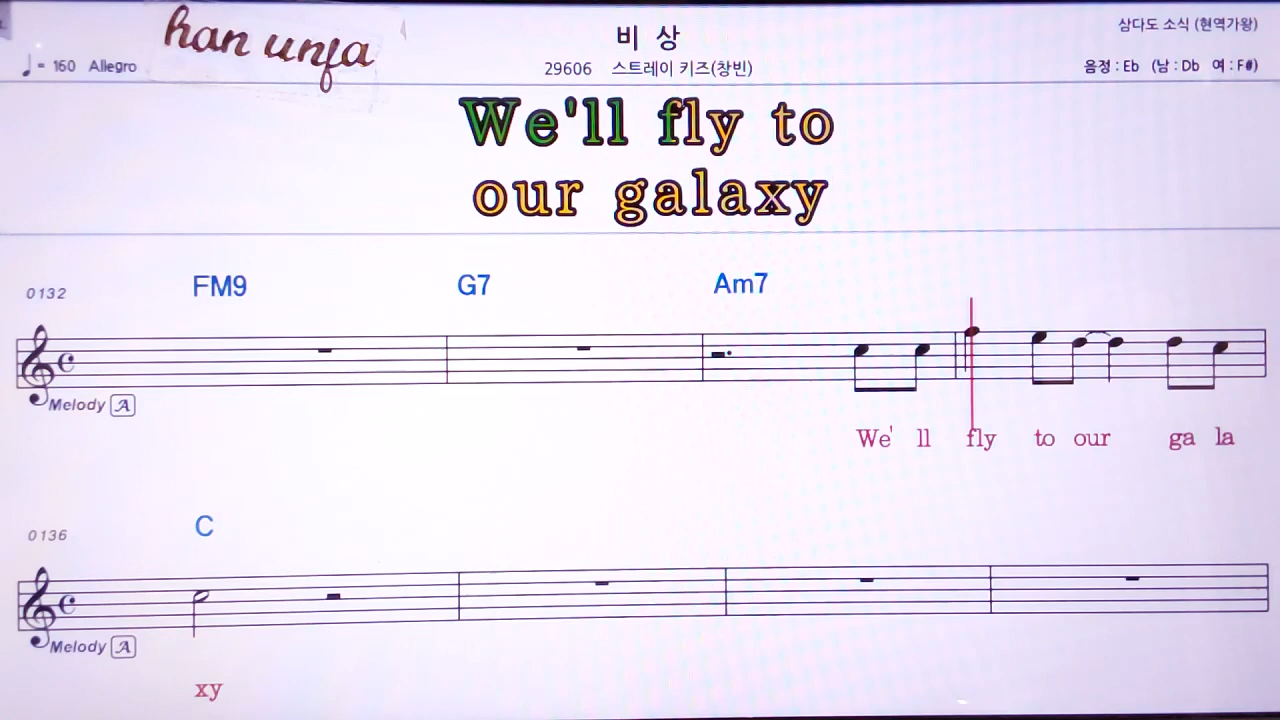 han unfa
비 상
삼다도 소식 (현역가왕)
♩ = 160 Allegro
29606 스트레이 키즈(창빈)
음정 : Eb (남 : Db 여 : F#)
We'll fly to
our galaxy
0132 FM9 G7 Am7
Melody A
We' ll fly to our ga la
0136 C
Melody A
xy